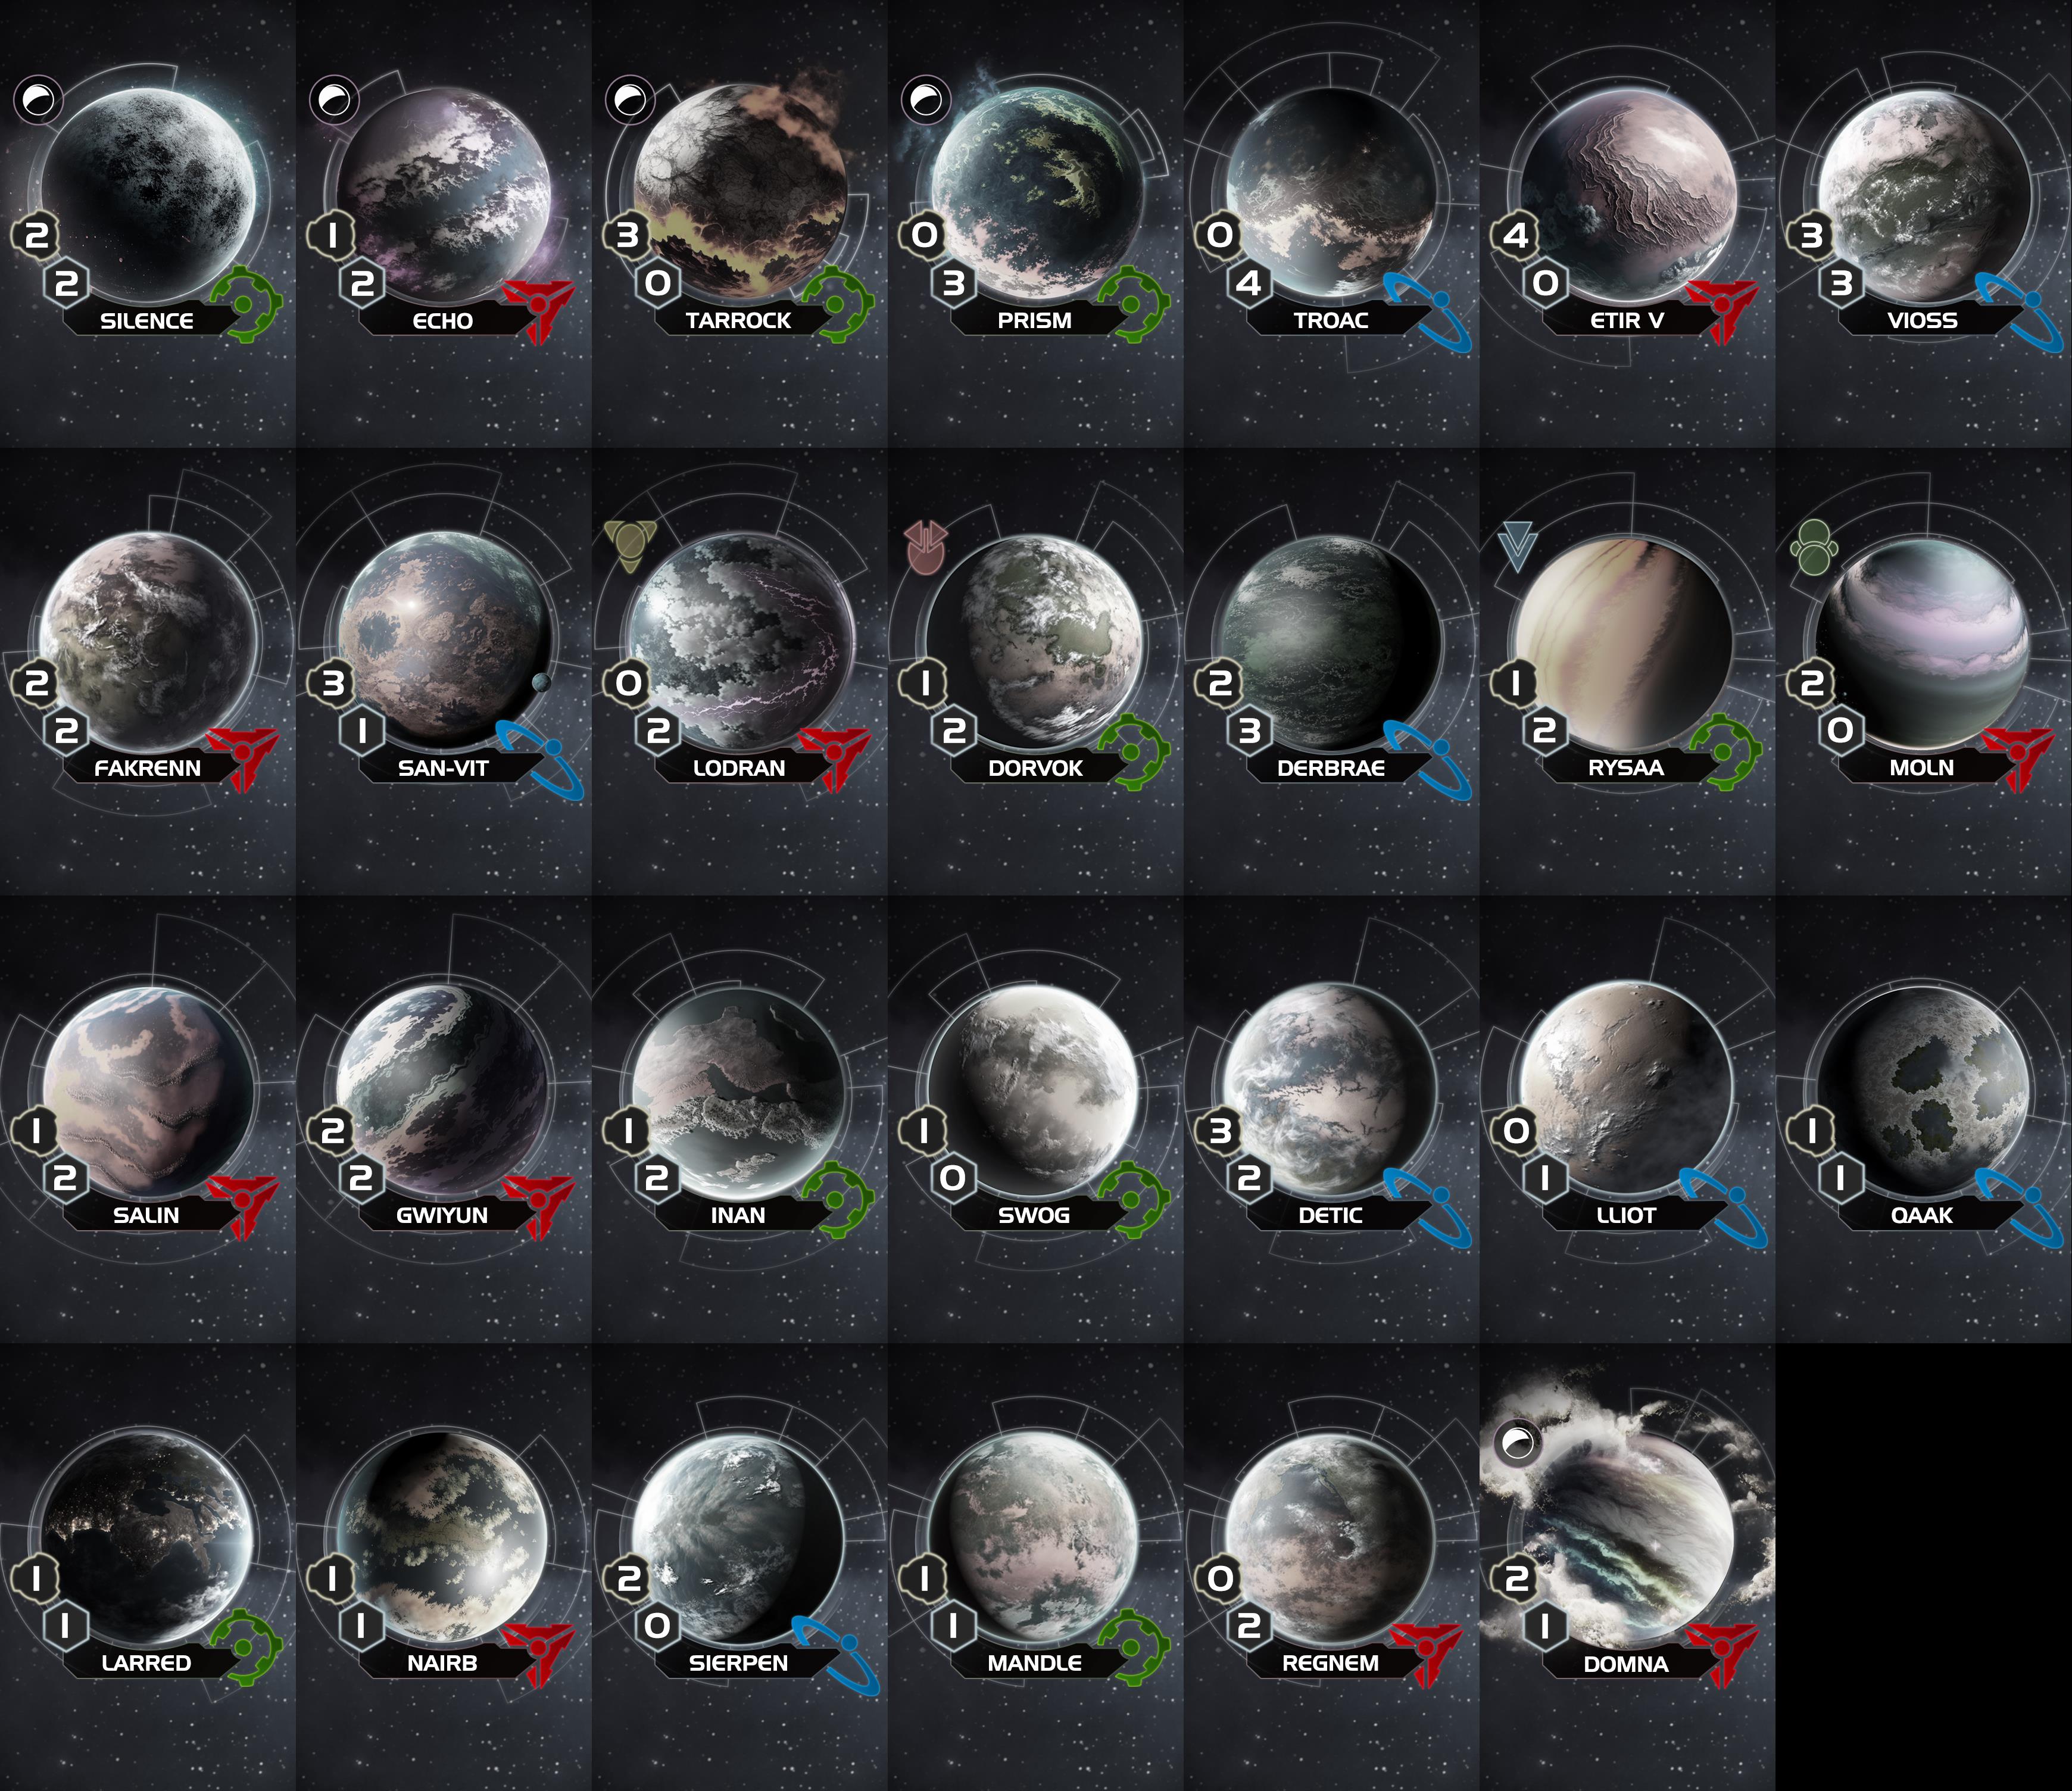 2
2
SILENCE
1
2
ECHO
3
0
TARROCK
0
3
PRISM
0
4
TROAC
4
0
ETIR V
3
3
VIOSS
2
2
FAKRENN
3
1
SAN-VIT
0
2
LODRAN
1
2
DORVOK
2
3
DERBRAE
1
2
RYSAA
2
0
MOLN
1
2
SALIN
2
2
GWIYUN
1
2
INAN
1
0
SWOG
3
2
DETIC
0
1
LLIOT
1
1
QAAK
1
1
LARRED
1
1
NAIRB
2
0
SIERPEN
1
1
MANDLE
0
2
REGNEM
2
1
DOMNA